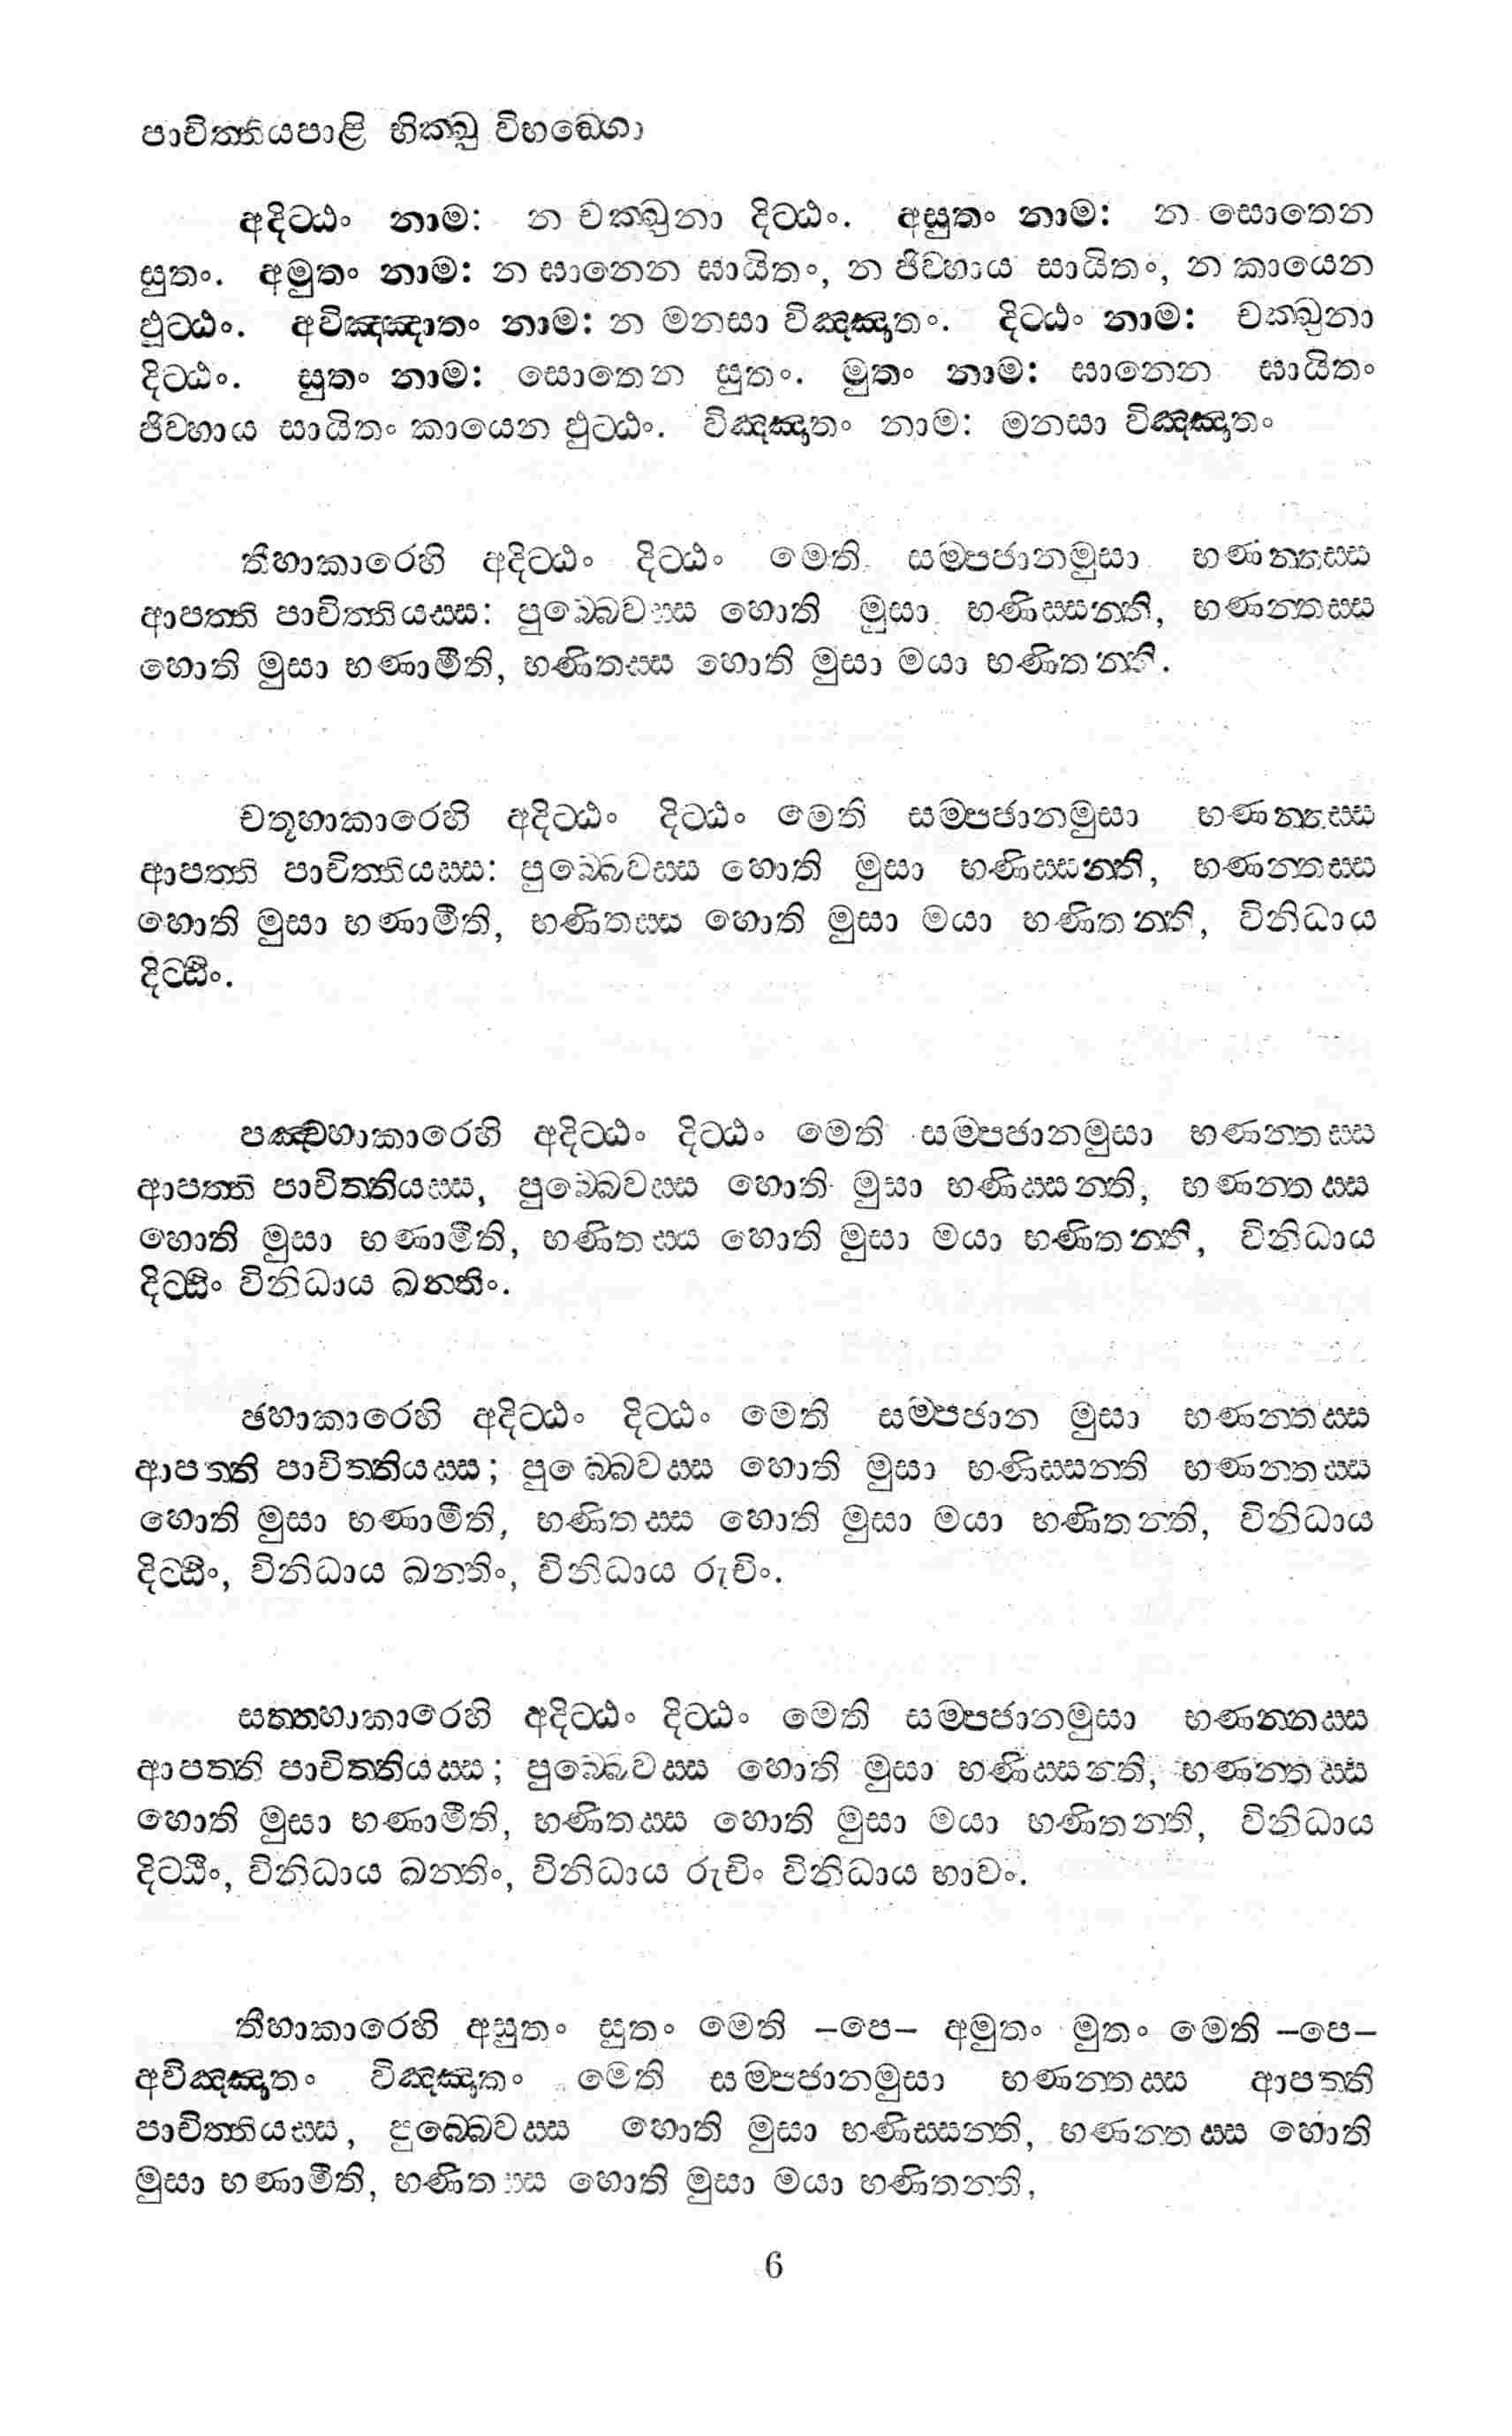 පාචිත්තියපාළි භික්ඛු විභඞ්ගො
අදිට්ඨං නාම: න චක්ඛුනා දිට්ඨං. අසුතං නාම: න සොතෙන
සුතං. අමුතං නාම: න ඝානෙන ඝායිතං, න ජිව්හාය සායිතං, න කායෙන
ඵුට්ඨං. අවිඤ්ඤාතං නාම: න මනසා විඤ්ඤාතං. දිට්ඨං නාම: චක්ඛුනා
දිට්ඨං. සුතං නාම: සොතෙන සුතං. මුතං නාම: ඝානෙන ඝායිතං
ජිව්හාය සායිතං කායෙන ඵුට්ඨං. විඤ්ඤාතං නාම: මනසා විඤ්ඤාතං
තීහාකාරෙහි අදිට්ඨං දිට්ඨං මෙති සම්පජානමුසා භණන්තස්ස
ආපත්ති පාචිත්තියස්ස: පුබ්බෙවස්ස හොති මුසා භණිස්සන්ති, භණන්තස්ස
හොති මුසා භණාමීති, භණිතස්ස හොති මුසා මයා භණිතන්ති.
චතූහාකාරෙහි අදිට්ඨං දිට්ඨං මෙති සම්පජානමුසා භණන්තස්ස
ආපත්ති පාචිත්තියස්ස: පුබ්බෙවස්ස හොති මුසා භණිස්සන්ති, භණන්තස්ස
හොති මුසා භණාමීති, භණිතස්ස හොති මුසා මයා භණිතන්ති, විනිධාය
දිට්ඨිං.
පඤ්චහාකාරෙහි අදිට්ඨං දිට්ඨං මෙති සම්පජානමුසා භණන්තස්ස
ආපත්ති පාචිත්තියස්ස, පුබ්බෙවස්ස හොති මුසා භණිස්සන්ති, භණන්තස්ස
හොති මුසා භණාමීති, භණිතස්ස හොති මුසා මයා භණිතන්ති, විනිධාය
දිට්ඨිං විනිධාය ඛන්තිං.
ඡහාකාරෙහි අදිට්ඨං දිට්ඨං මෙති සම්පජාන මුසා භණන්තස්ස
ආපත්ති පාචිත්තියස්ස; පුබ්බෙවස්ස හොති මුසා භණිස්සන්ති භණන්තස්ස
හොති මුසා භණාමීති, භණිතස්ස හොති මුසා මයා භණිතන්ති, විනිධාය
දිට්ඨිං, විනිධාය ඛන්තිං, විනිධාය රුචිං.
සත්තහාකාරෙහි අදිට්ඨං දිට්ඨං මෙති සම්පජානමුසා භණන්තස්ස
ආපත්ති පාචිත්තියස්ස; පුබ්බෙවස්ස හොති මුසා භණිස්සන්ති, භණන්තස්ස
හොති මුසා භණාමීති, භණිතස්ස හොති මුසා මයා භණිතන්ති, විනිධාය
දිට්ඨිං, විනිධාය ඛන්තිං, විනිධාය රුචිං විනිධාය භාවං.
තීහාකාරෙහි අසුතං සුතං මෙති –පෙ– අමුතං මුතං මෙති –පෙ–
අවිඤ්ඤාතං විඤ්ඤාතං මෙති සම්පජානමුසා භණන්තස්ස ආපත්ති
පාචිත්තියස්ස, පුබ්බෙවස්ස හොති මුසා භණිස්සන්ති, භණන්තස්ස හොති
මුසා භණාමීති, භණිතස්ස හොති මුසා මයා භණිතන්ති,
6